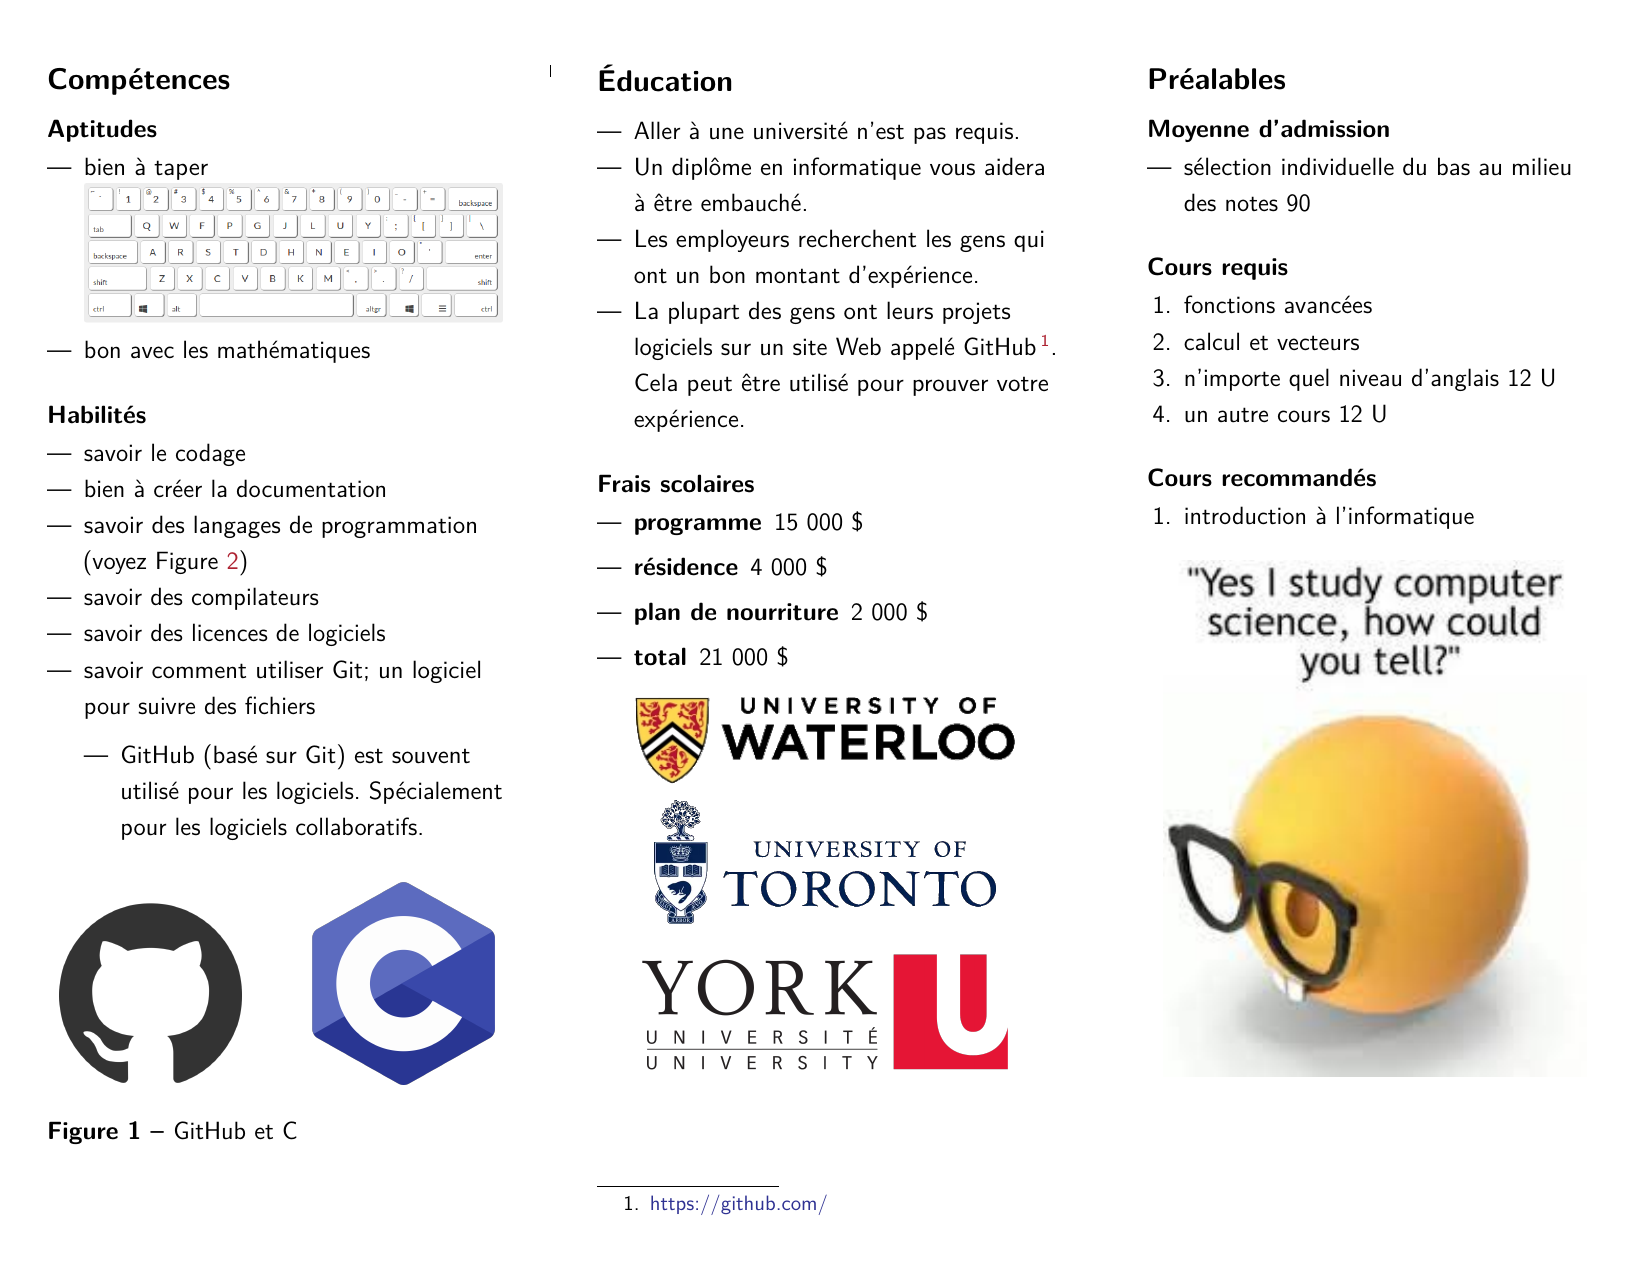 Compétences
Aptitudes
— bien à taper
~ ` ! 1 @ 2 # 3 $ 4 % 5 ^ 6 & 7 * 8 ( 9 ) 0 _ - + = backspace
tab Q W F P G J L U Y : ; { [ } ] | \
backspace A R S T D H N E I O " ' enter
shift Z X C V B K M < , > . ? / shift
ctrl alt altgr ctrl
— bon avec les mathématiques
Habilités
— savoir le codage
— bien à créer la documentation
— savoir des langages de programmation
(voyez Figure 2)
— savoir des compilateurs
— savoir des licences de logiciels
— savoir comment utiliser Git; un logiciel
pour suivre des fichiers
— GitHub (basé sur Git) est souvent
utilisé pour les logiciels. Spécialement
pour les logiciels collaboratifs.
C
Figure 1 – GitHub et C
Éducation
— Aller à une université n'est pas requis.
— Un diplôme en informatique vous aidera
à être embauché.
— Les employeurs recherchent les gens qui
ont un bon montant d'expérience.
— La plupart des gens ont leurs projets
logiciels sur un site Web appelé GitHub 1.
Cela peut être utilisé pour prouver votre
expérience.
Frais scolaires
— programme 15 000 $
— résidence 4 000 $
— plan de nourriture 2 000 $
— total 21 000 $
UNIVERSITY OF
WATERLOO
UNIVERSITY OF
TORONTO
YORK U
UNIVERSITÉ
UNIVERSITY
1. https://github.com/
Préalables
Moyenne d'admission
— sélection individuelle du bas au milieu
des notes 90
Cours requis
1. fonctions avancées
2. calcul et vecteurs
3. n'importe quel niveau d'anglais 12 U
4. un autre cours 12 U
Cours recommandés
1. introduction à l'informatique
"Yes I study computer
science, how could
you tell?"